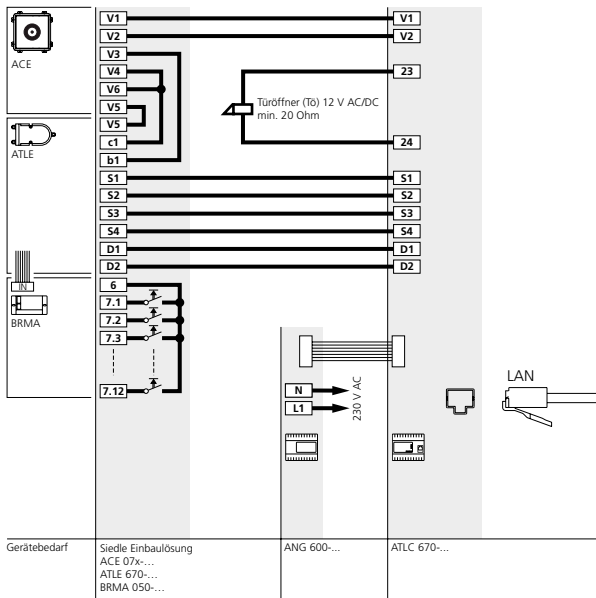 V1 V1
V2 V2
ACE
V3
V4 23
V6
V5
V5
Türöffner (Tö) 12 V AC/DC
min. 20 Ohm
ATLE
c1 24
b1
S1 S1
S2 S2
S3 S3
S4 S4
D1 D1
D2 D2
IN
BRMA
6
7.1
7.2
7.3
7.12
N
L1
230 V AC
LAN
Gerätebedarf
Siedle Einbaulösung
ACE 07x-...
ATLE 670-...
BRMA 050-...
ANG 600-...
ATLC 670-...